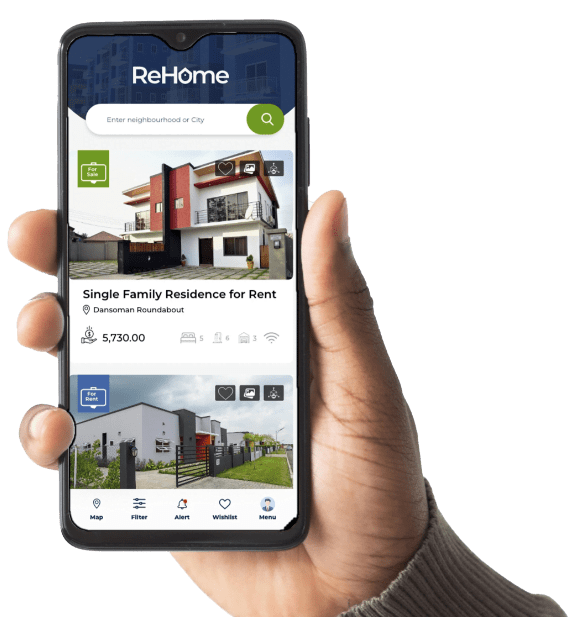 ReHome
Enter neighbourhood or City
For
Sale
Single Family Residence for Rent
Dansoman Roundabout
5,730.00
5
6
3
For
Rent
Map
Filter
Alert
Wishlist
Menu